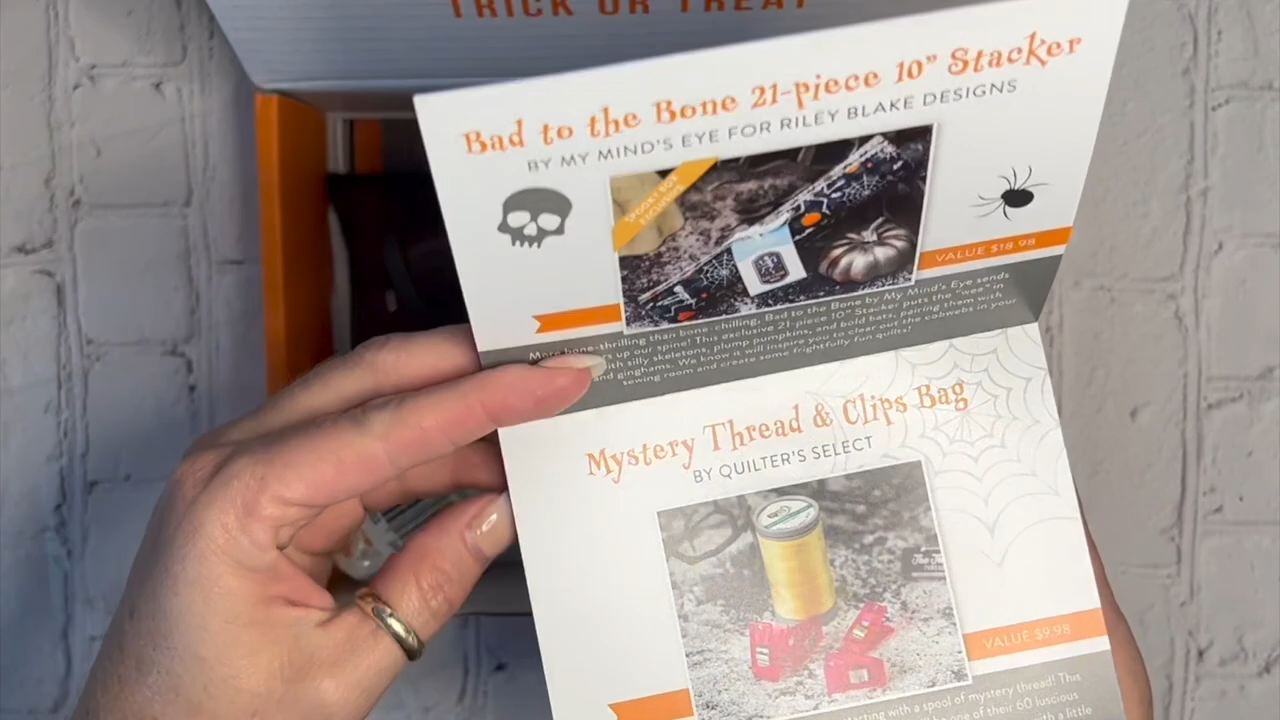 TRICK OR TREAT
Bad to the Bone 21-piece 10" Stacker
BY MY MIND'S EYE FOR RILEY BLAKE DESIGNS
SPOOKY BOX
EXCLUSIVE
VALUE $18.98
More bone-thrilling than bone-chilling, Bad to the Bone by My Mind's Eye sends
up our spine! This exclusive 21-piece 10" Stacker puts the "wee" in
with silly skeletons, plump pumpkins, and bold bats, pairing them with
and ginghams. We know it will inspire you to clear out the cobwebs in your
sewing room and create some frightfully fun quilts!
Mystery Thread & Clips Bag
BY QUILTER'S SELECT
VALUE $9.98
starting with a spool of mystery thread! This
be one of their 60 luscious
with a little